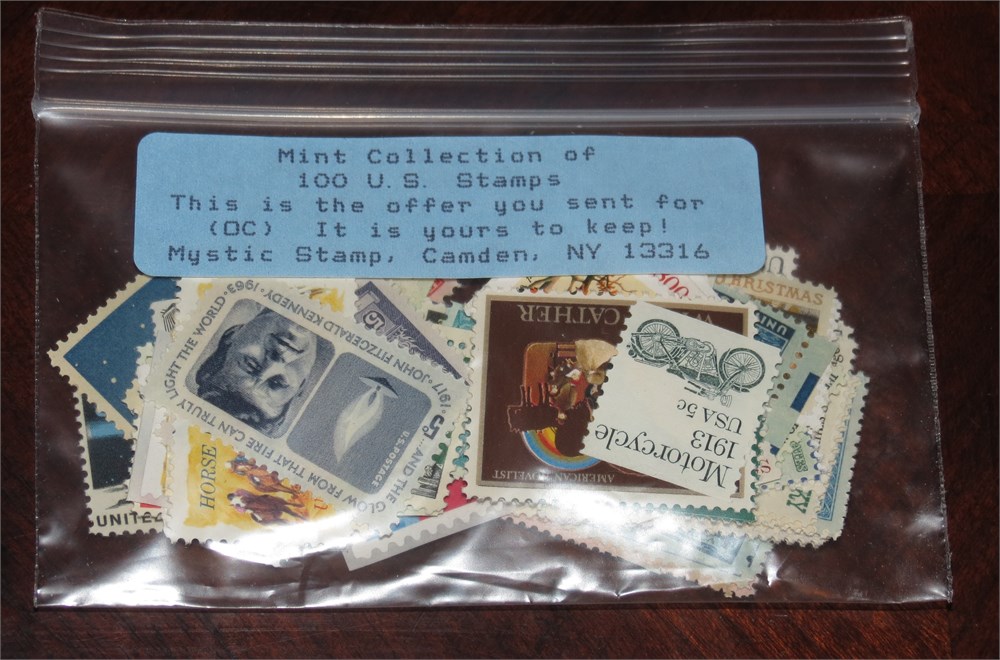 Mint Collection of
100 U.S. Stamps
This is the offer you sent for
(OC) It is yours to keep!
Mystic Stamp, Camden, NY 13316
CHRISTMAS
CATHER
AMERICAN NOVELIST
Motorcycle
1913
USA 5c
1917 · JOHN FITZGERALD KENNEDY · 1963
5¢... AND THE GLOW FROM THAT FIRE CAN TRULY LIGHT THE WORLD
U.S. POSTAGE
HORSE
UNITE